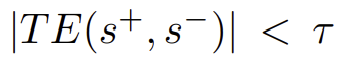 |TE(s⁺, s⁻)| < τ